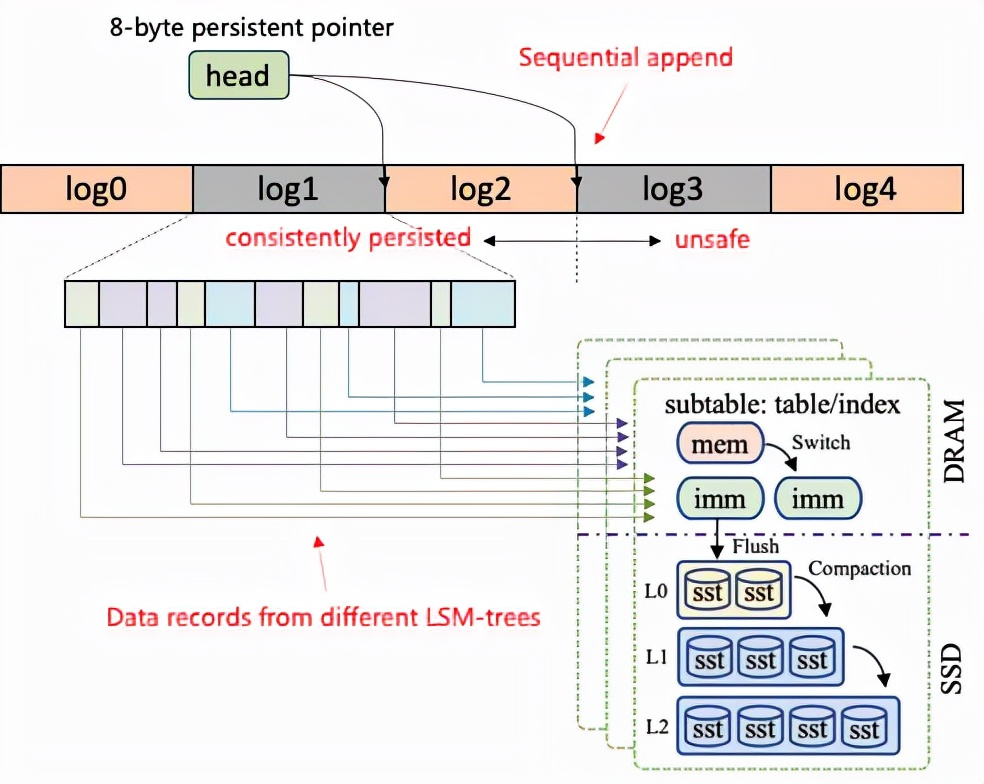 8-byte persistent pointer
head
Sequential append
log0
log1
log2
log3
log4
consistently persisted
unsafe
subtable: table/index
mem
Switch
imm
imm
DRAM
Flush
Compaction
L0
sst
sst
L1
sst
sst
sst
L2
sst
sst
sst
sst
SSD
Data records from different LSM-trees